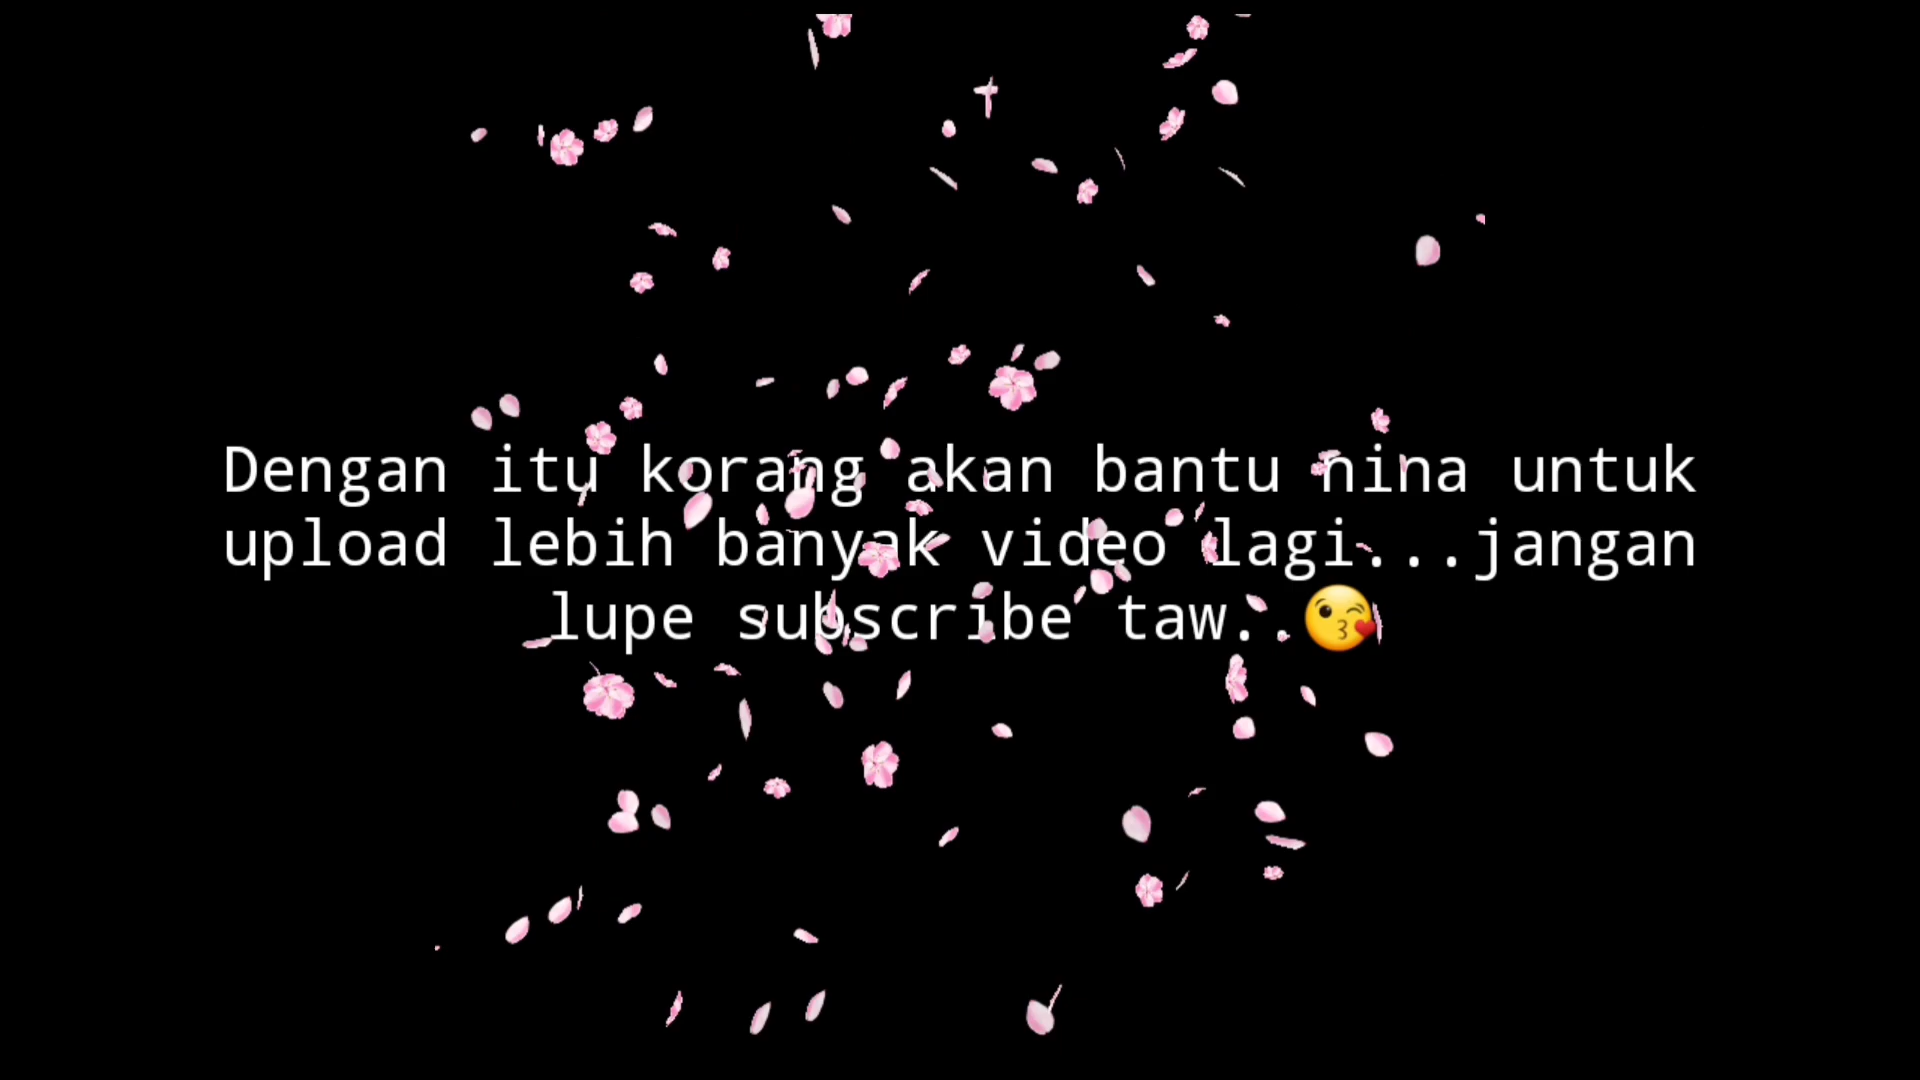 Dengan itu korang akan bantu nina untuk
upload lebih banyak video lagi...jangan
lupe subscribe taw..😘